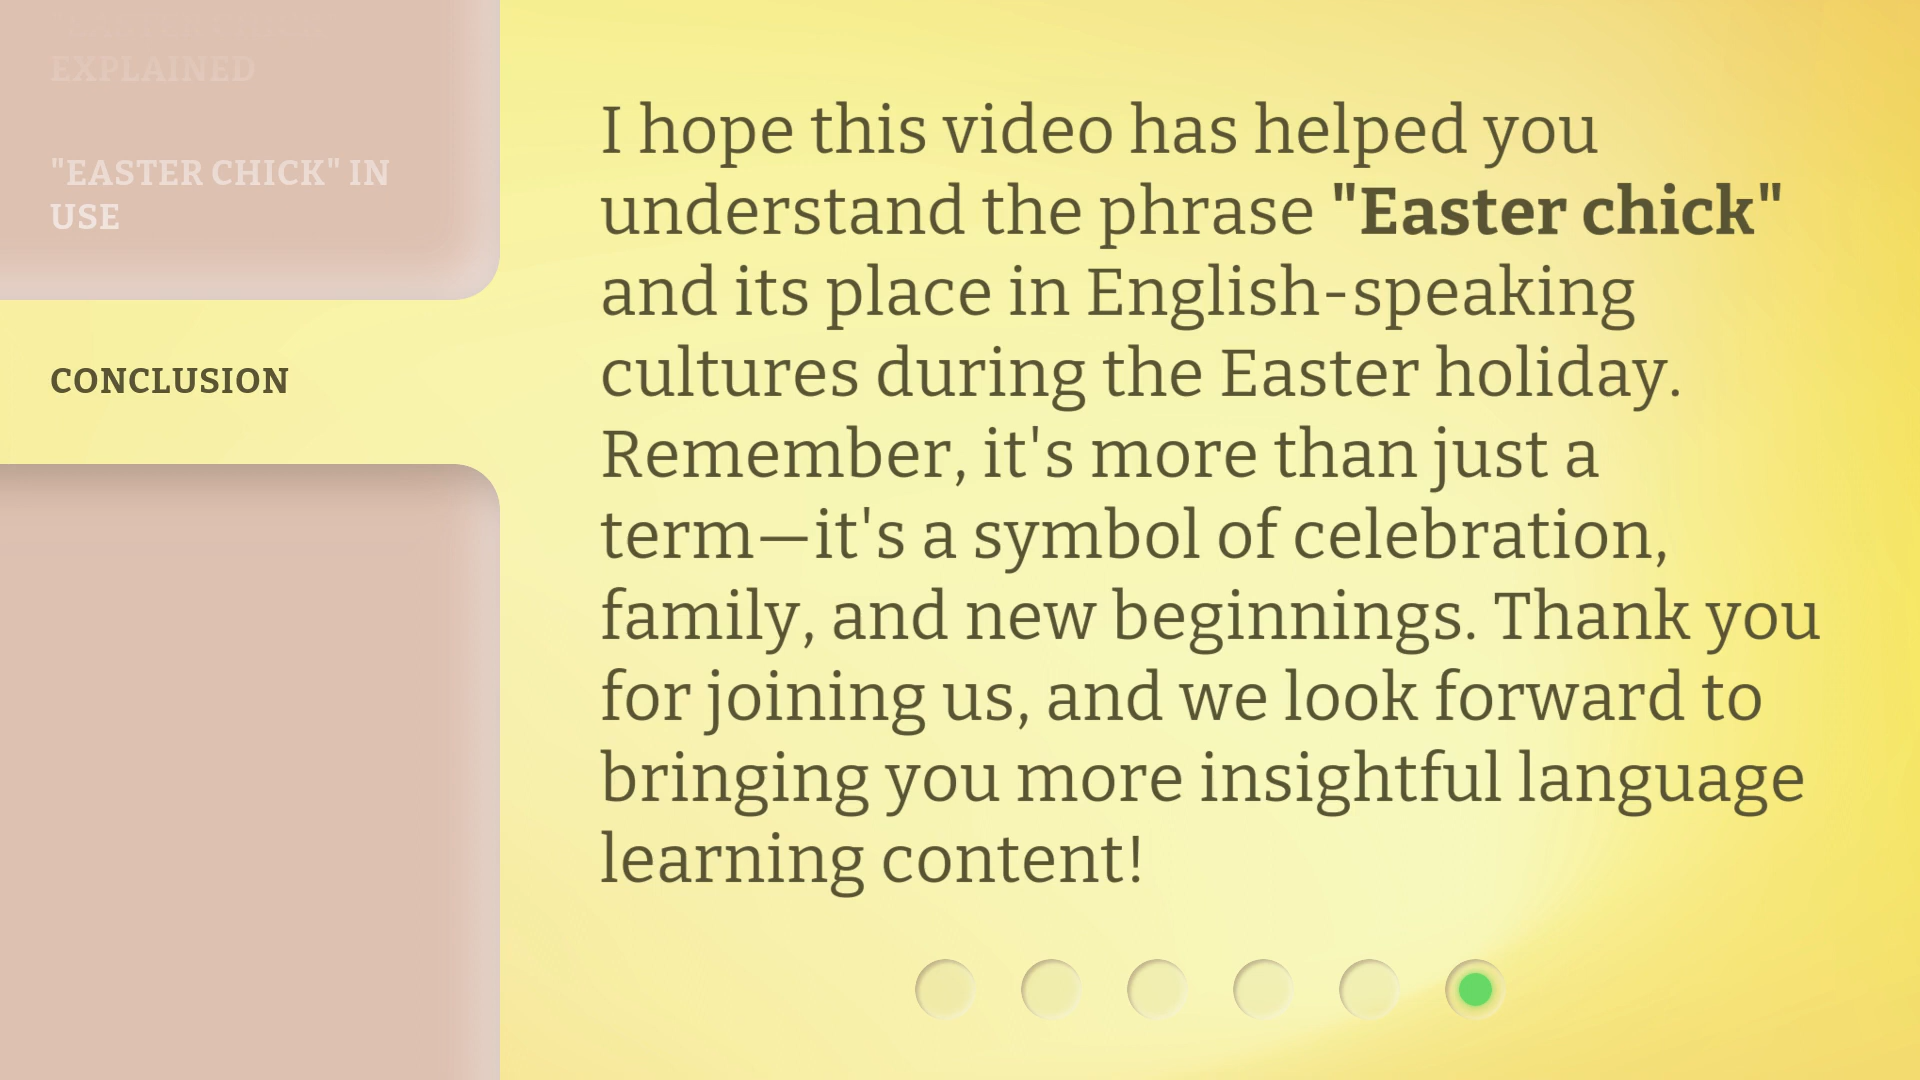 EXPLAINED
"EASTER CHICK" IN
USE
CONCLUSION
I hope this video has helped you
understand the phrase "Easter chick"
and its place in English-speaking
cultures during the Easter holiday.
Remember, it's more than just a
term—it's a symbol of celebration,
family, and new beginnings. Thank you
for joining us, and we look forward to
bringing you more insightful language
learning content!